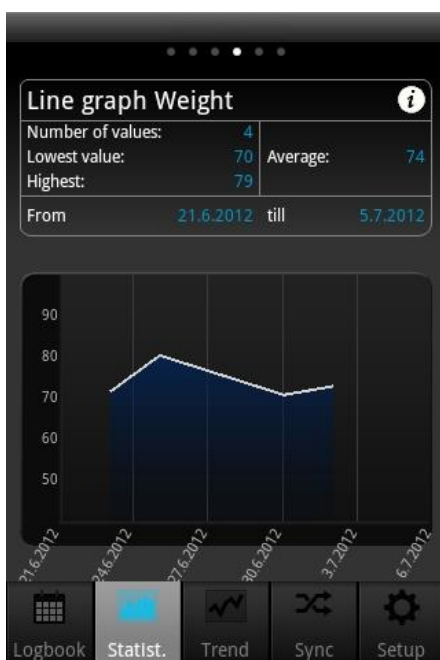 Line graph Weight i
Number of values: 4
Lowest value: 70 Average: 74
Highest: 79
From 21.6.2012 till 5.7.2012
90
80
70
60
50
21.6.2012 24.6.2012 27.6.2012 30.6.2012 3.7.2012 6.7.2012
Logbook Statist. Trend Sync Setup